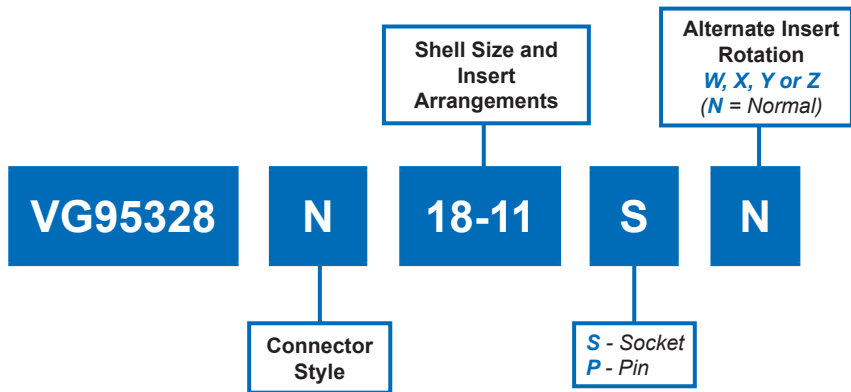 Shell Size and
Insert
Arrangements
Alternate Insert
Rotation
W, X, Y or Z
(N = Normal)
VG95328 N 18-11 S N
Connector
Style
S - Socket
P - Pin